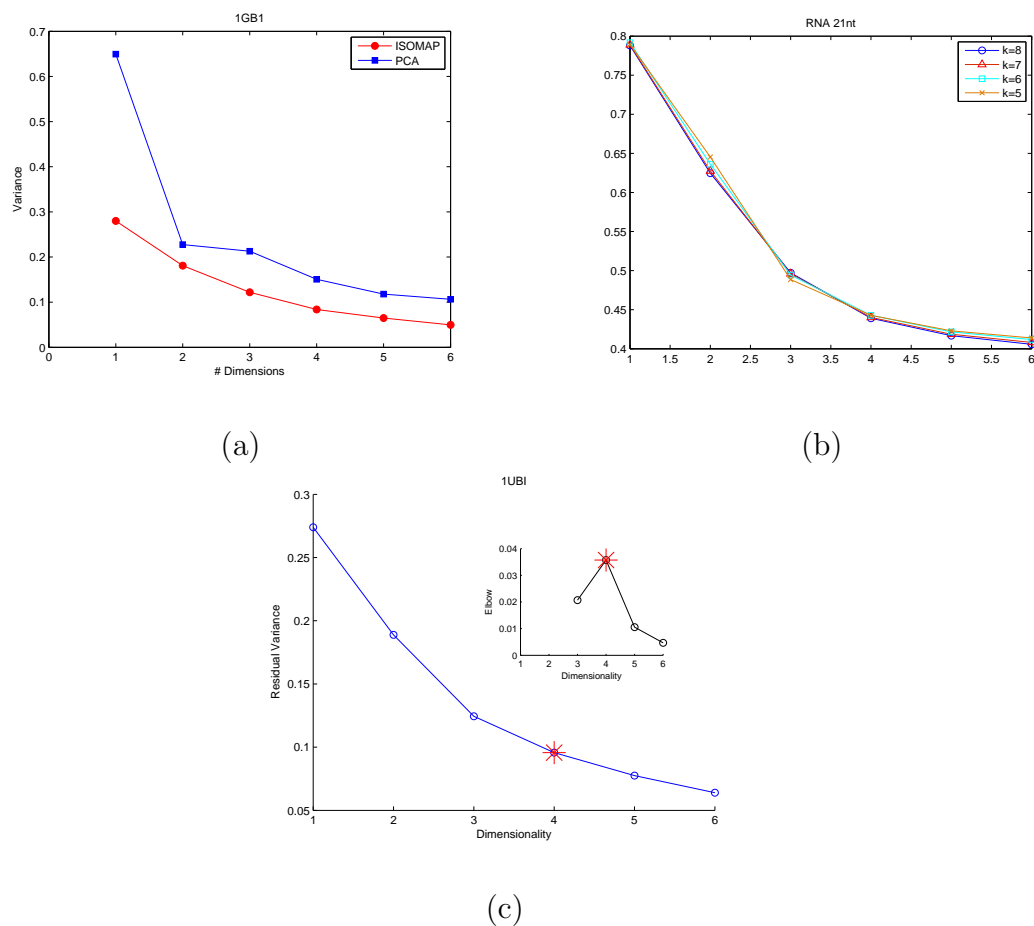 1GB1
0.7
0.6
0.5
0.4
0.3
0.2
0.1
0
Variance
ISOMAP
PCA
0 1 2 3 4 5 6
# Dimensions
(a)
RNA 21nt
0.8
0.75
0.7
0.65
0.6
0.55
0.5
0.45
0.4
k=8
k=7
k=6
k=5
1 1.5 2 2.5 3 3.5 4 4.5 5 5.5 6
(b)
1UBI
0.3
0.25
0.2
0.15
0.1
0.05
Residual Variance
0.04
0.03
0.02
0.01
0
Elbow
1 2 3 4 5 6
Dimensionality
1 2 3 4 5 6
Dimensionality
(c)